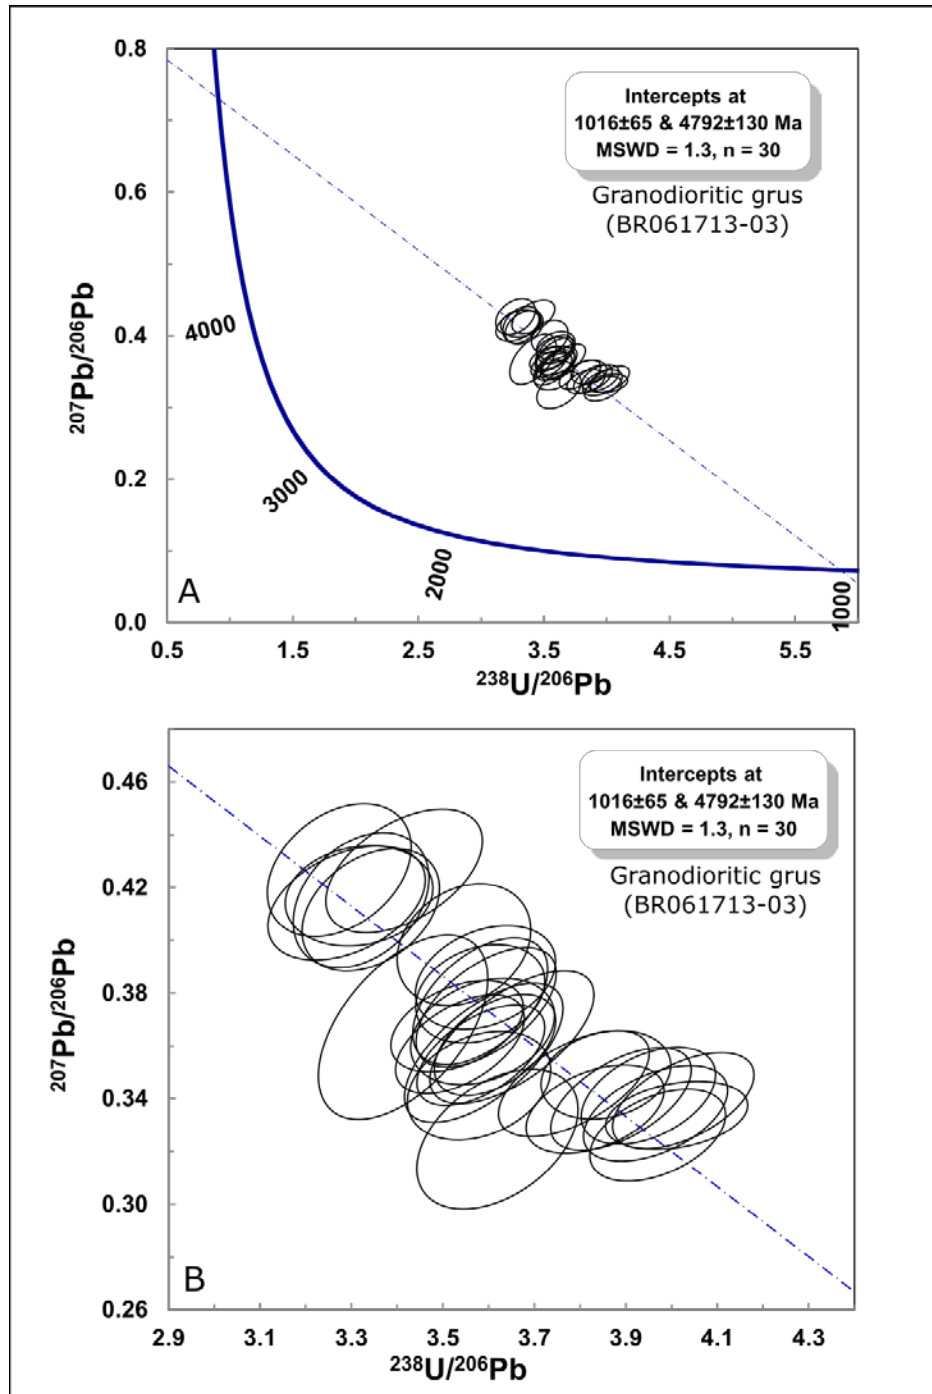 0.8
0.6
0.4
0.2
0.0
²⁰⁷Pb/²⁰⁶Pb
Intercepts at
1016±65 & 4792±130 Ma
MSWD = 1.3, n = 30
Granodioritic grus
(BR061713-03)
4000
3000
2000
1000
A
0.5 1.5 2.5 3.5 4.5 5.5
²³⁸U/²⁰⁶Pb
0.46
0.42
0.38
0.34
0.30
0.26
²⁰⁷Pb/²⁰⁶Pb
Intercepts at
1016±65 & 4792±130 Ma
MSWD = 1.3, n = 30
Granodioritic grus
(BR061713-03)
B
2.9 3.1 3.3 3.5 3.7 3.9 4.1 4.3
²³⁸U/²⁰⁶Pb